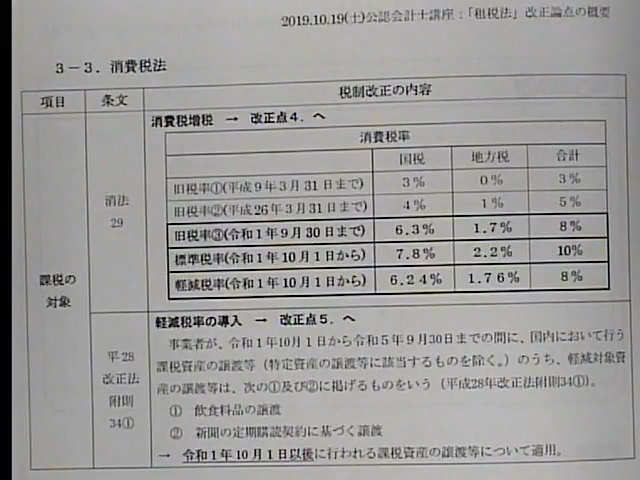 2019.10.19(土)公認会計士講座:「租税法」改正論点の概要
3-3.消費税法
項目 条文 税制改正の内容
消費税増税 → 改正点4.へ
消費税率
国税 地方税 合計
旧税率①(平成9年3月31日まで) 3% 0% 3%
旧税率②(平成26年3月31日まで) 4% 1% 5%
旧税率③(令和1年9月30日まで) 6.3% 1.7% 8%
標準税率(令和1年10月1日から) 7.8% 2.2% 10%
軽減税率(令和1年10月1日から) 6.24% 1.76% 8%
消法
29
課税の
対象
軽減税率の導入 → 改正点5.へ
事業者が、令和1年10月1日から令和5年9月30日までの間に、国内において行う
課税資産の譲渡等(特定資産の譲渡等に該当するものを除く。)のうち、軽減対象資
産の譲渡等は、次の①及び②に掲げるものをいう(平成28年改正法附則34①)。
① 飲食料品の譲渡
② 新聞の定期購読契約に基づく譲渡
→ 令和1年10月1日以後に行われる課税資産の譲渡等について適用。
平28
改正法
附則
34①